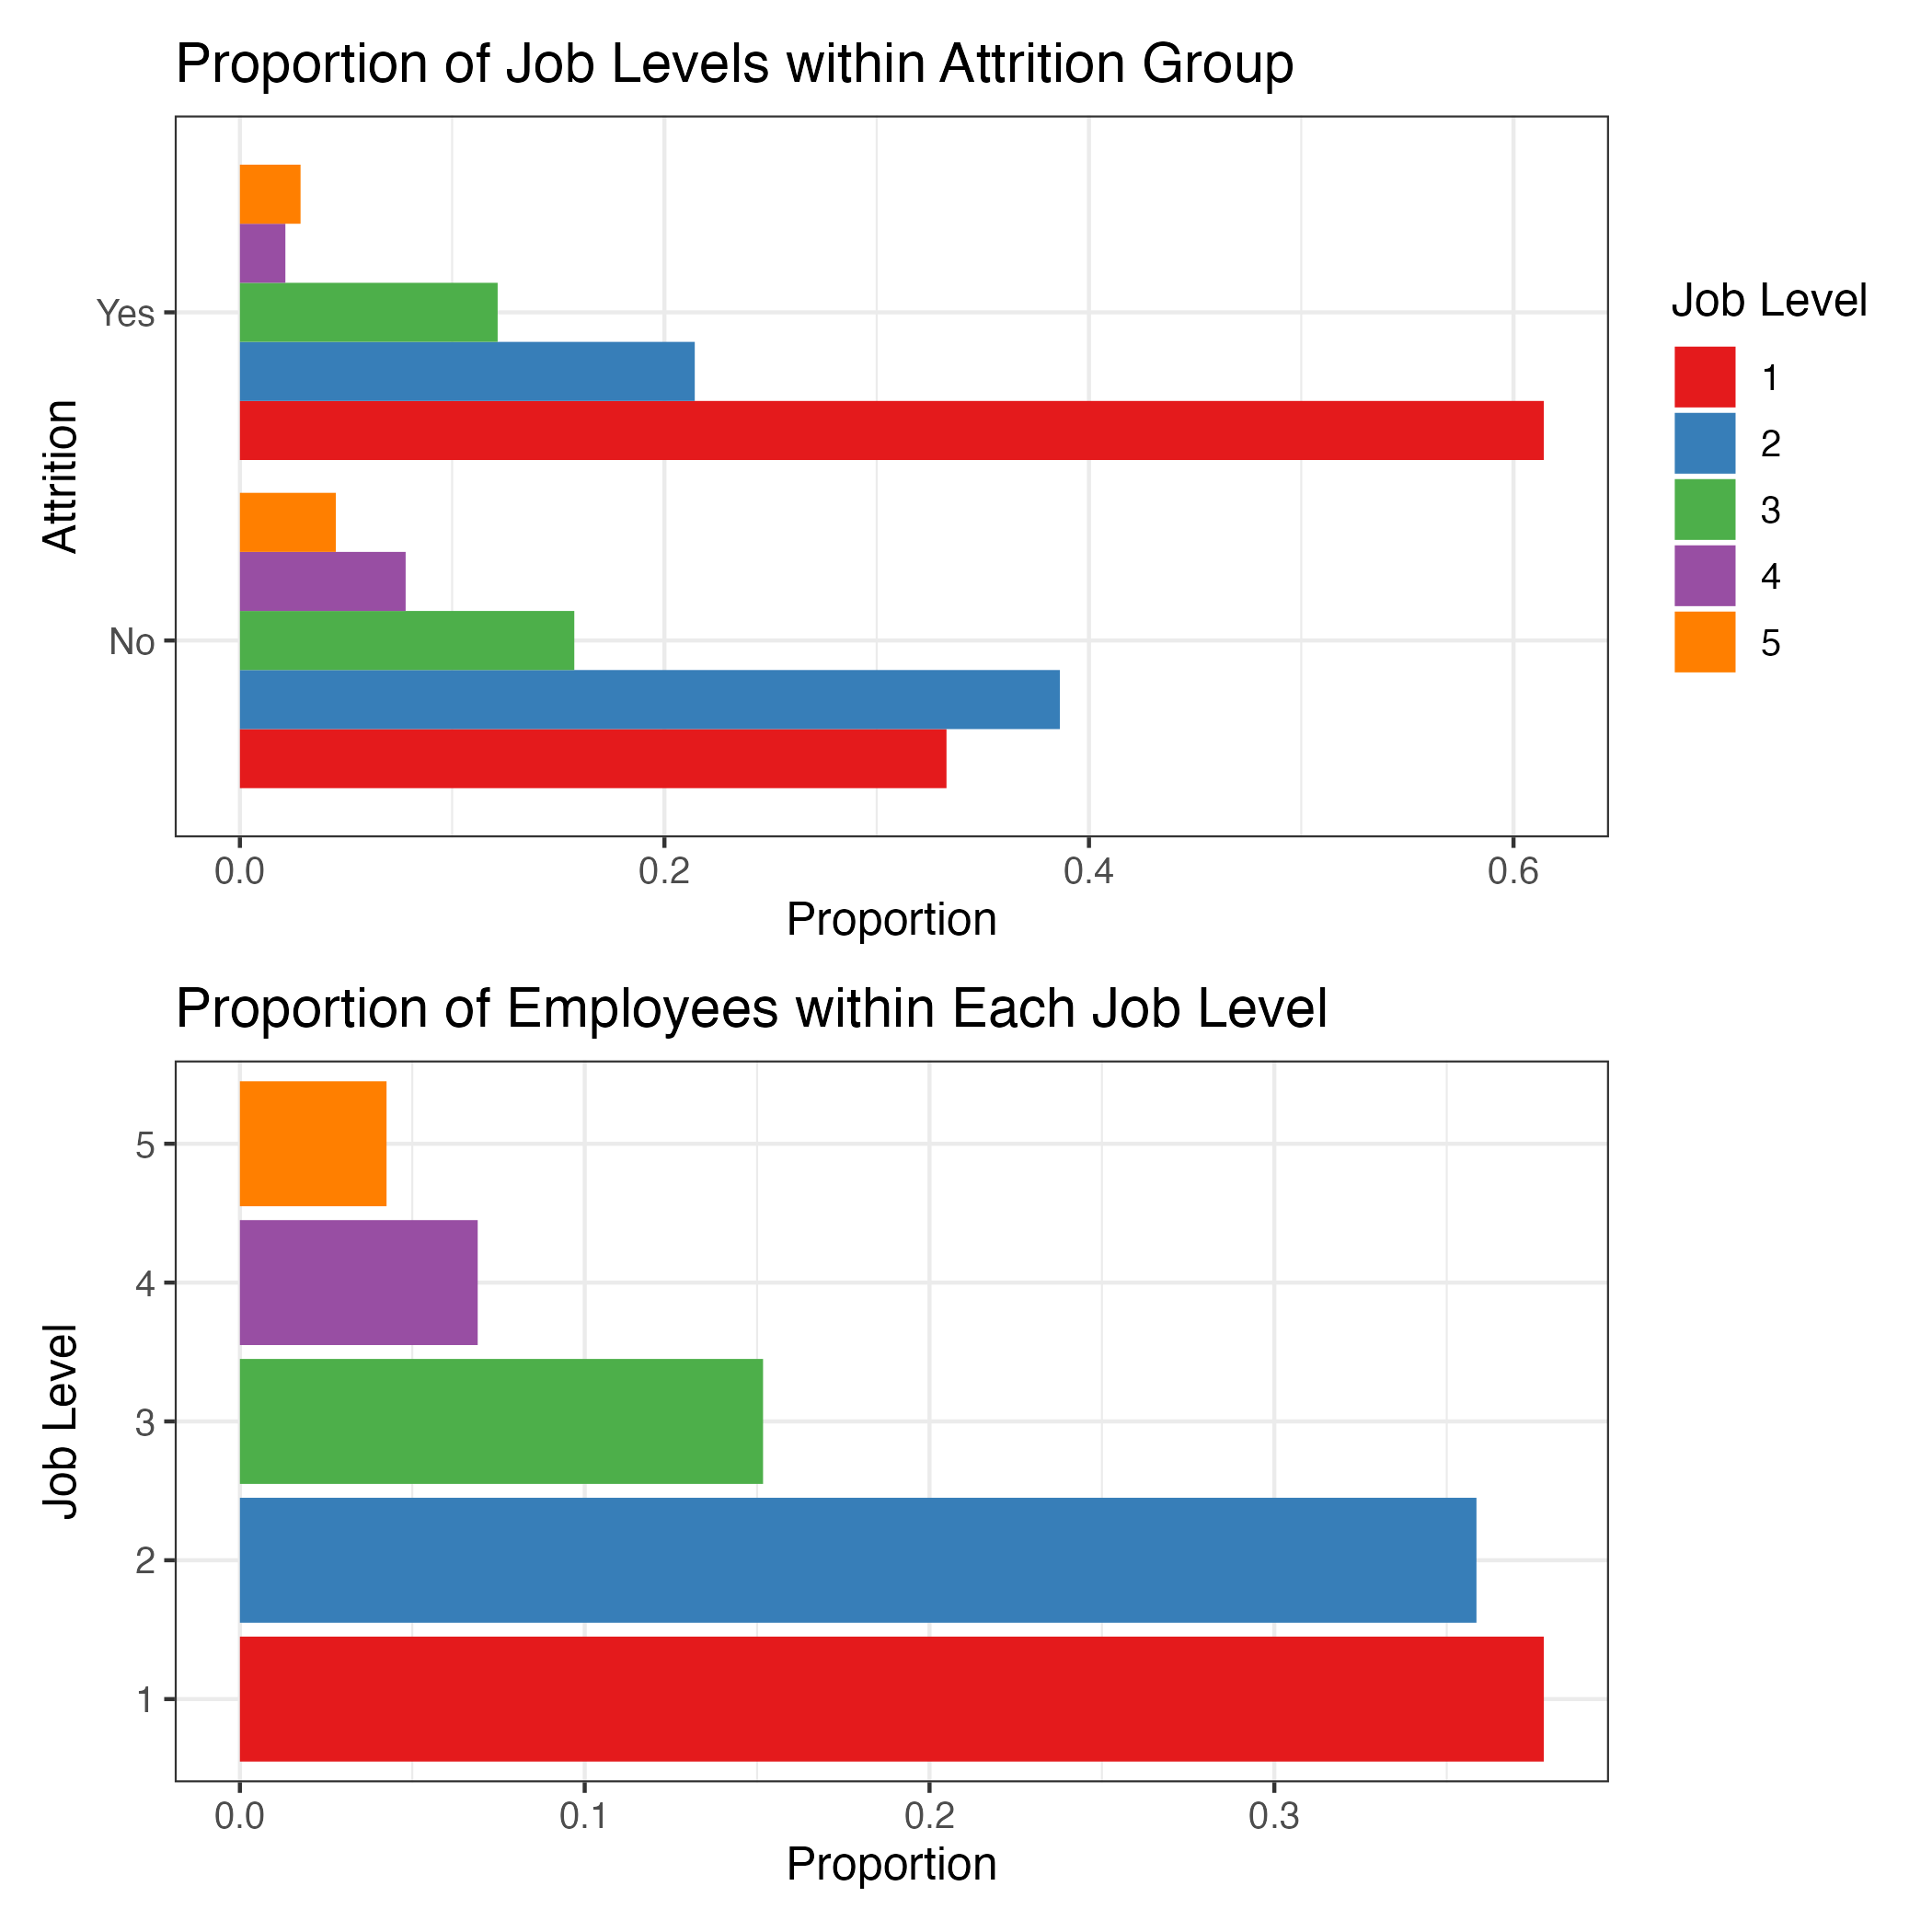 Proportion of Job Levels within Attrition Group
Yes
No
Attrition
0.0 0.2 0.4 0.6
Proportion
Job Level
1
2
3
4
5
Proportion of Employees within Each Job Level
5
4
3
2
1
Job Level
0.0 0.1 0.2 0.3
Proportion